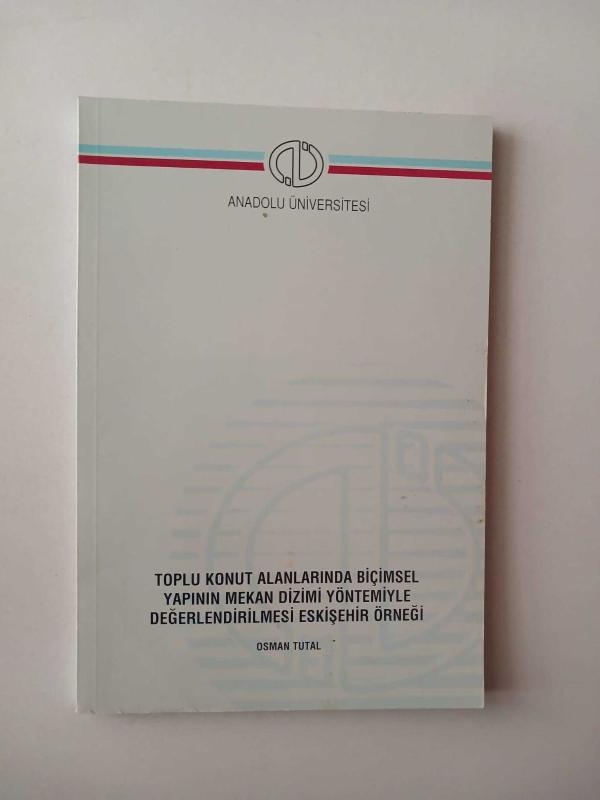 ANADOLU ÜNİVERSİTESİ
TOPLU KONUT ALANLARINDA BİÇİMSEL
YAPININ MEKAN DİZİMİ YÖNTEMİYLE
DEĞERLENDİRİLMESİ ESKİŞEHİR ÖRNEĞİ
OSMAN TUTAL